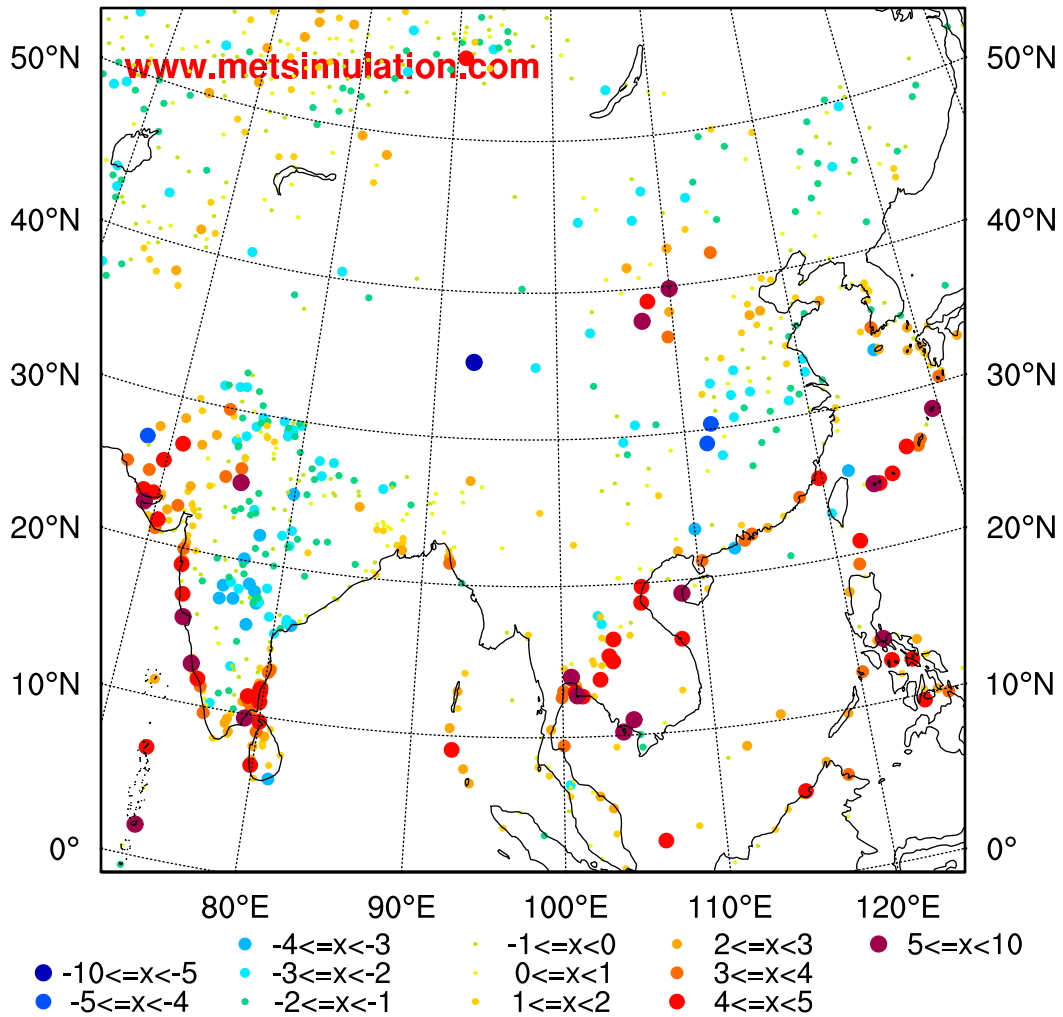 50°N 50°N
www.metsimulation.com
40°N 40°N
30°N 30°N
20°N 20°N
10°N 10°N
0° 0°
80°E 90°E 100°E 110°E 120°E
-4<=x<-3 -1<=x<0 2<=x<3 5<=x<10
-10<=x<-5 -3<=x<-2 0<=x<1 3<=x<4
-5<=x<-4 -2<=x<-1 1<=x<2 4<=x<5